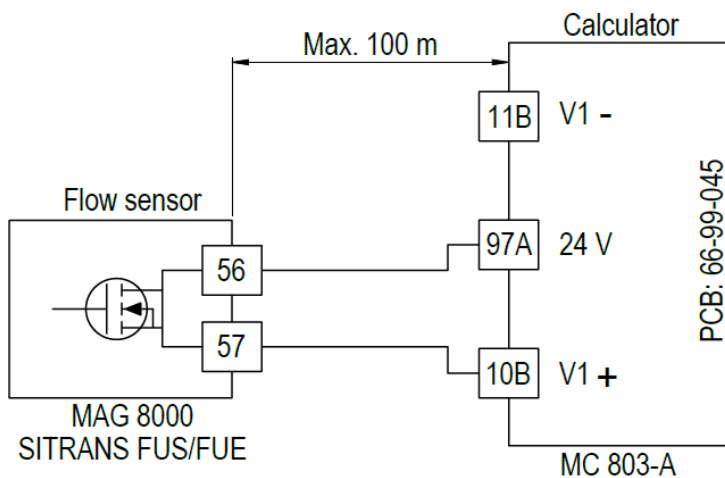 Calculator
Max. 100 m
11B V1 -
Flow sensor
56
97A 24 V
57
10B V1 +
PCB: 66-99-045
MAG 8000
SITRANS FUS/FUE
MC 803-A